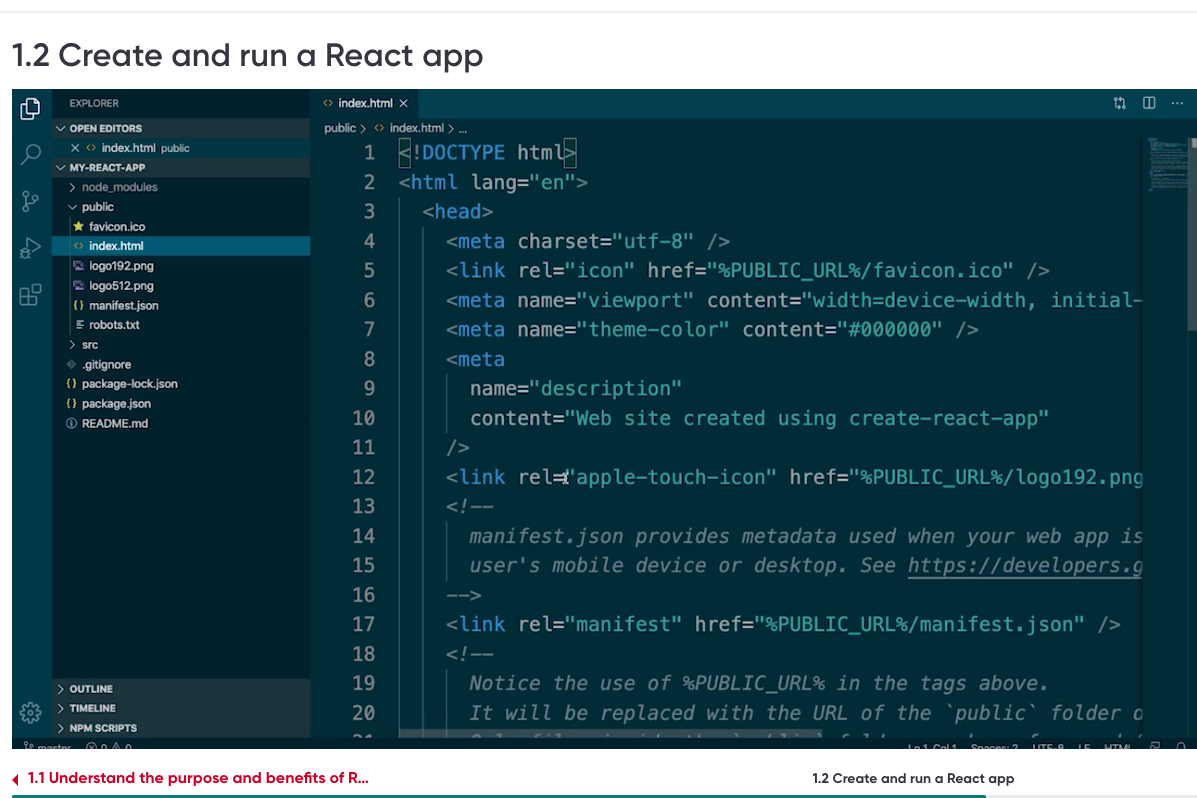 1.2 Create and run a React app
EXPLORER
OPEN EDITORS
index.html public
MY-REACT-APP
node_modules
public
favicon.ico
index.html
logo192.png
logo512.png
manifest.json
robots.txt
src
.gitignore
package-lock.json
package.json
README.md
OUTLINE
TIMELINE
NPM SCRIPTS
master 0 0
index.html
public > index.html > ...
1 <!DOCTYPE html>
2 <html lang="en">
3 <head>
4 <meta charset="utf-8" />
5 <link rel="icon" href="%PUBLIC_URL%/favicon.ico" />
6 <meta name="viewport" content="width=device-width, initial-
7 <meta name="theme-color" content="#000000" />
8 <meta
9 name="description"
10 content="Web site created using create-react-app"
11 />
12 <link rel="apple-touch-icon" href="%PUBLIC_URL%/logo192.png
13 <!--
14 manifest.json provides metadata used when your web app is
15 user's mobile device or desktop. See https://developers.g
16 -->
17 <link rel="manifest" href="%PUBLIC_URL%/manifest.json" />
18 <!--
19 Notice the use of %PUBLIC_URL% in the tags above.
20 It will be replaced with the URL of the `public` folder
Ln 1, Col 1 Spaces: 2 UTF-8 LF HTML
1.1 Understand the purpose and benefits of R...
1.2 Create and run a React app